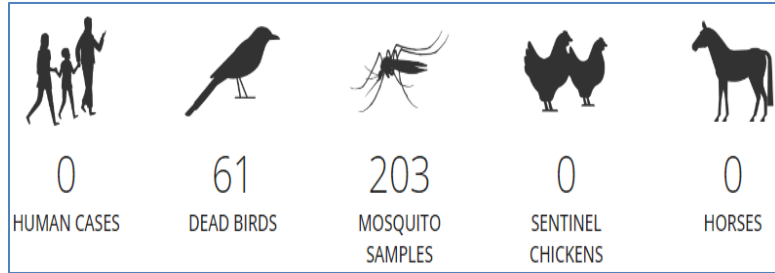 0 61 203 0 0
HUMAN CASES DEAD BIRDS MOSQUITO SENTINEL HORSES
SAMPLES CHICKENS